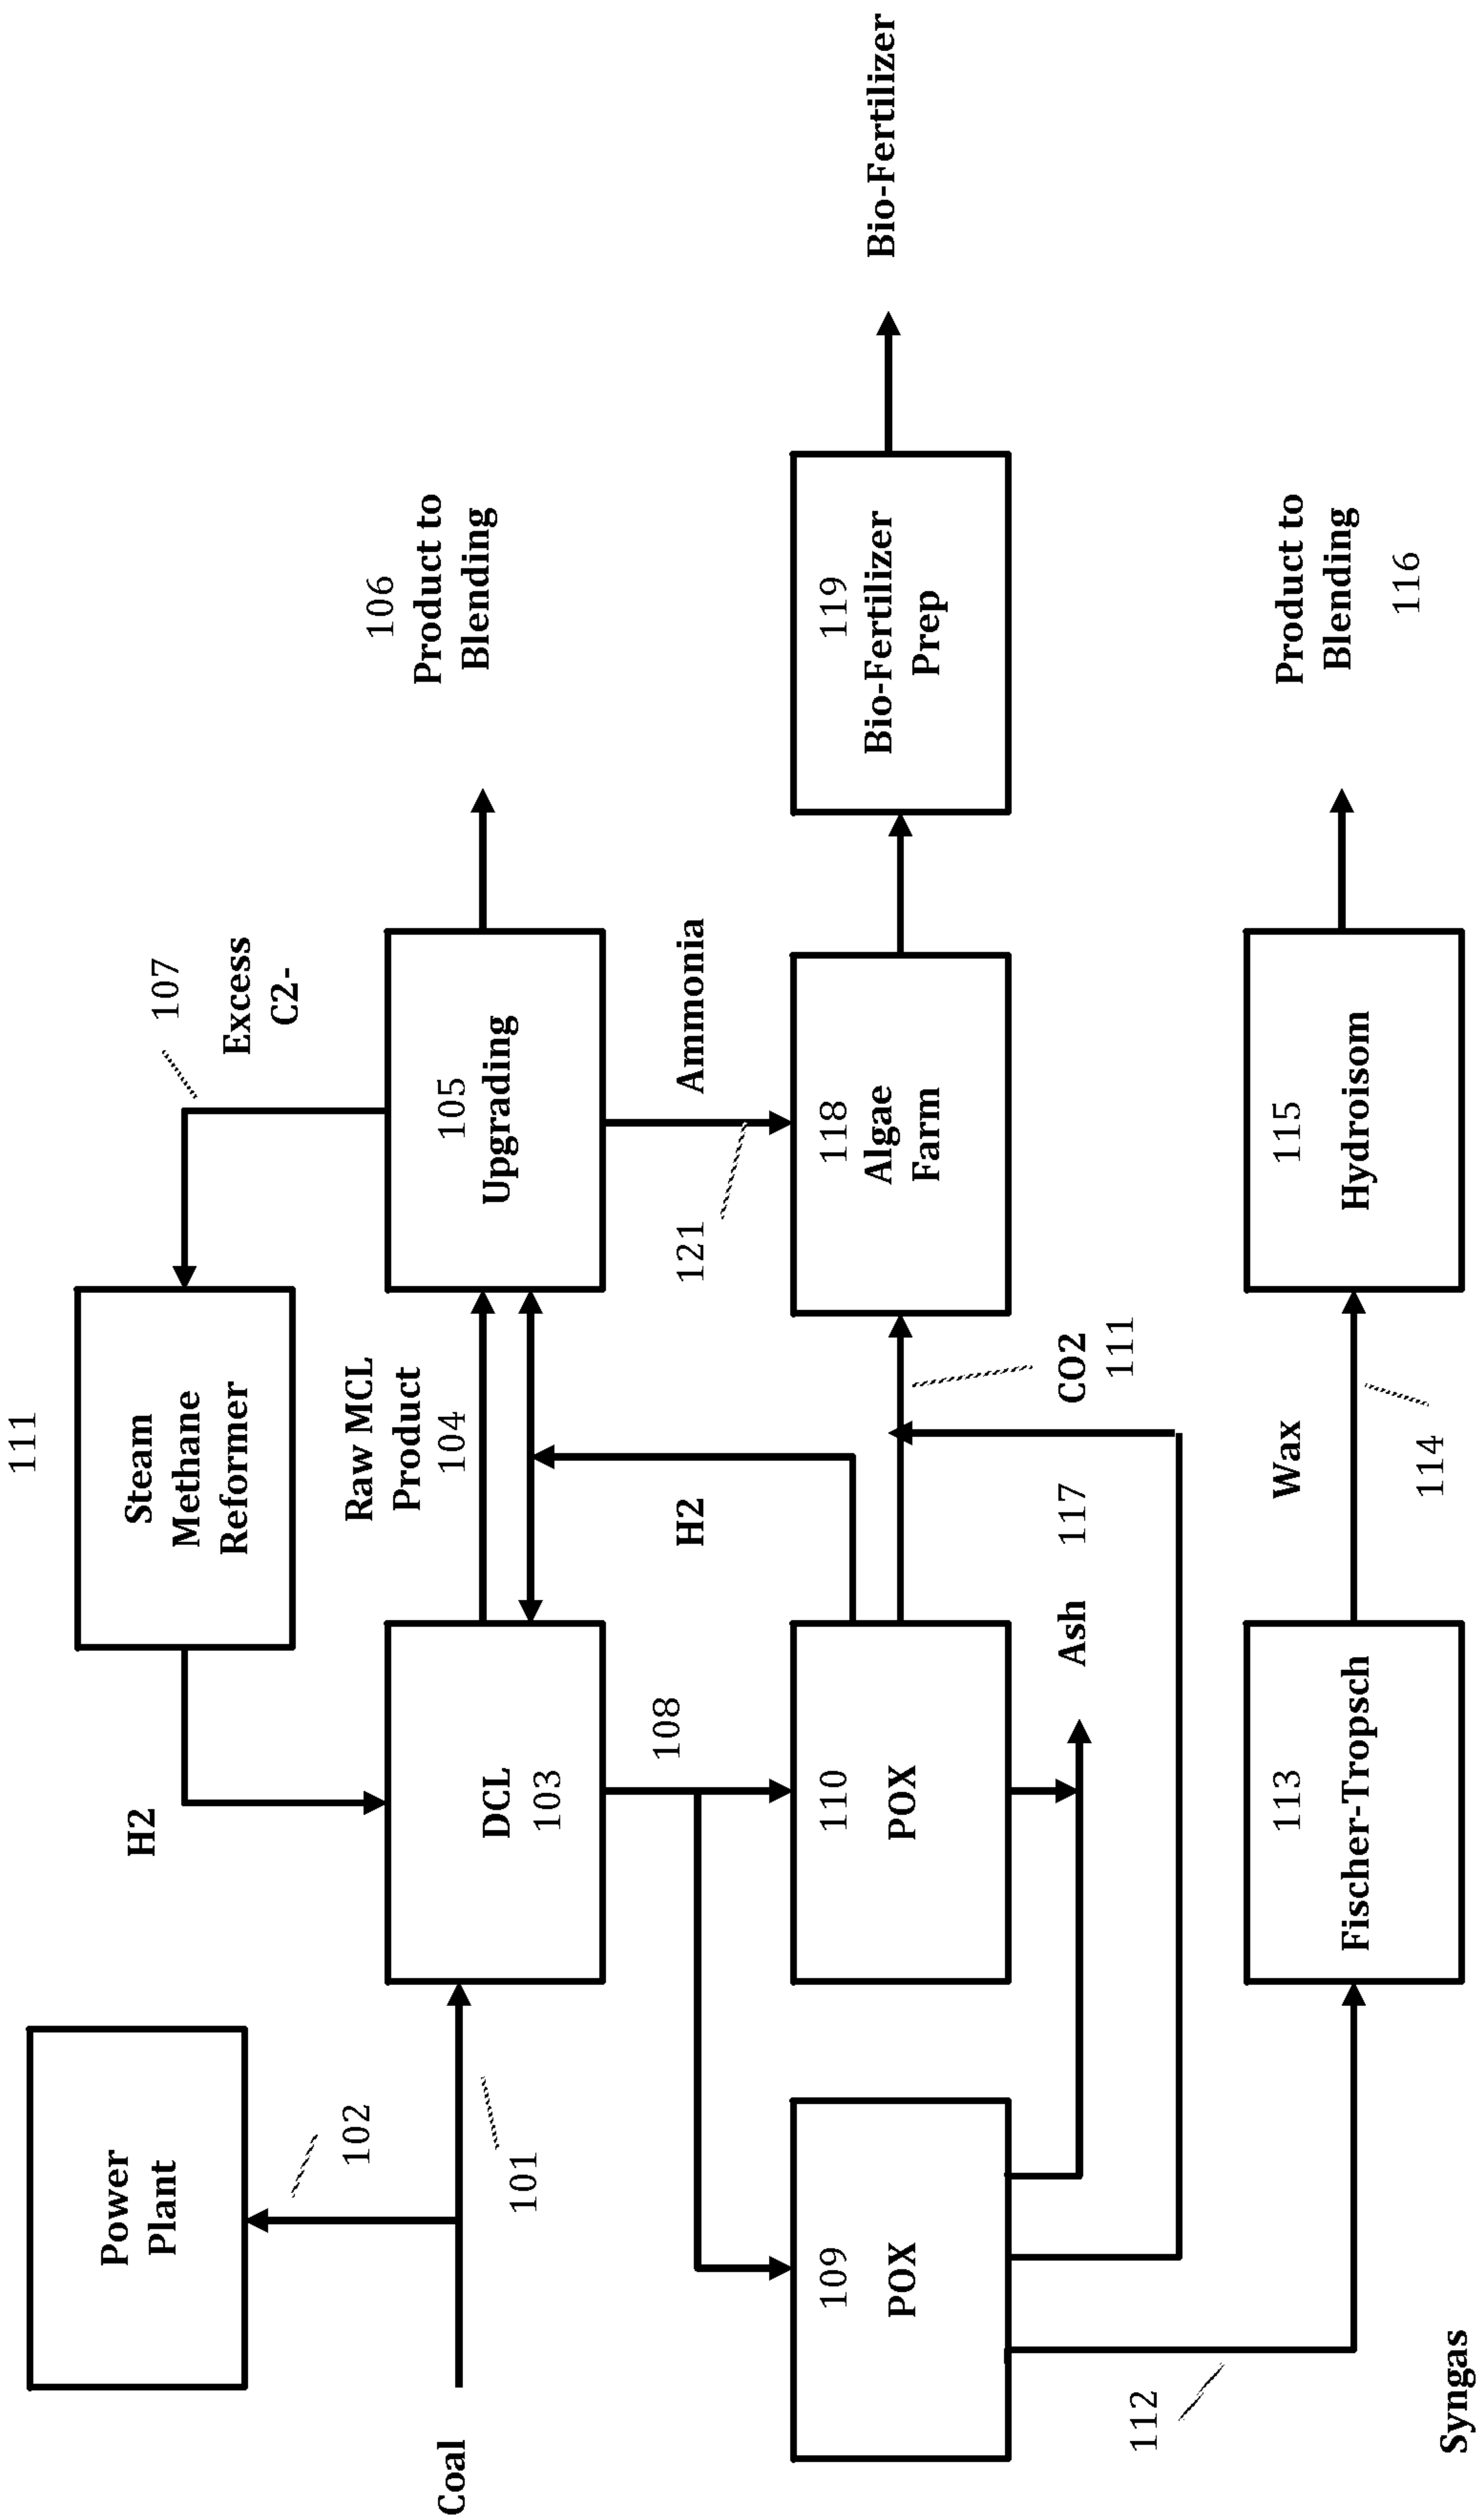 111
Steam
Methane
Reformer
107
Excess
C2-
H2
Power
Plant
102
Coal
101
DCL
103
Raw MCL
Product
104
105
Upgrading
106
Product to
Blending
108
H2
121
Ammonia
109
POX
110
POX
118
Algae
Farm
119
Bio-Fertilizer
Prep
Bio-Fertilizer
Ash
117
CO2
111
112
Syngas
113
Fischer-Tropsch
Wax
114
115
Hydroisom
Product to
Blending
116